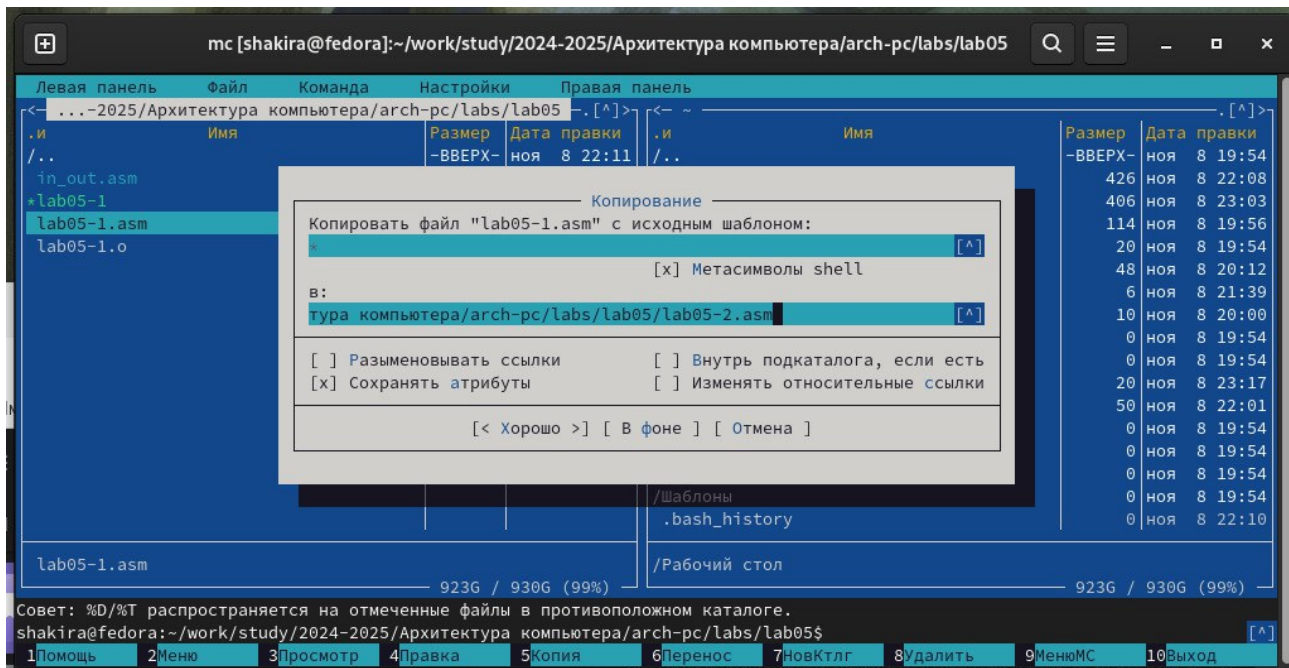 mc [shakira@fedora]:~/work/study/2024-2025/Архитектура компьютера/arch-pc/labs/lab05
Левая панель Файл Команда Настройки Правая панель
<— ...-2025/Архитектура компьютера/arch-pc/labs/lab05 —.[^]> <— ~ —.[^]>
.и Имя Размер Дата правки .и Имя Размер Дата правки
/.. -ВВЕРХ- ноя 8 22:11 /.. -ВВЕРХ- ноя 8 19:54
in_out.asm 426 ноя 8 22:08
*lab05-1 Копирование 406 ноя 8 23:03
lab05-1.asm Копировать файл "lab05-1.asm" с исходным шаблоном: 114 ноя 8 19:56
lab05-1.o * [^] 20 ноя 8 19:54
[x] Метасимволы shell 48 ноя 8 20:12
в: 6 ноя 8 21:39
тура компьютера/arch-pc/labs/lab05/lab05-2.asm [^] 10 ноя 8 20:00
0 ноя 8 19:54
[ ] Разыменовывать ссылки [ ] Внутрь подкаталога, если есть 0 ноя 8 19:54
[x] Сохранять атрибуты [ ] Изменять относительные ссылки 20 ноя 8 23:17
50 ноя 8 22:01
[< Хорошо >] [ В фоне ] [ Отмена ] 0 ноя 8 19:54
0 ноя 8 19:54
0 ноя 8 19:54
/Шаблоны 0 ноя 8 19:54
.bash_history 0 ноя 8 22:10
lab05-1.asm /Рабочий стол
923G / 930G (99%) 923G / 930G (99%)
Совет: %D/%T распространяется на отмеченные файлы в противоположном каталоге.
shakira@fedora:~/work/study/2024-2025/Архитектура компьютера/arch-pc/labs/lab05$ [^]
1Помощь 2Меню 3Просмотр 4Правка 5Копия 6Перенос 7НовКтлг 8Удалить 9МенюМС 10Выход